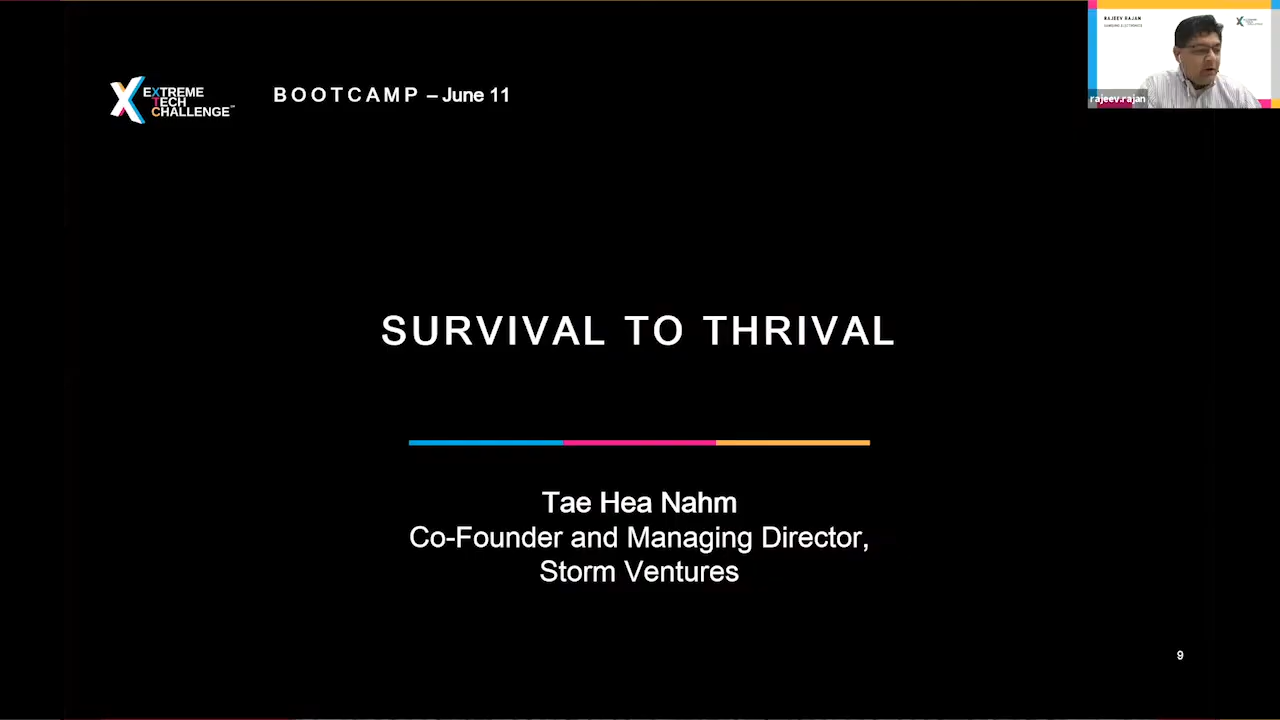 EXTREME
TECH
CHALLENGE
BOOTCAMP – June 11
RAJEEV RAJAN
rajeev.rajan
SURVIVAL TO THRIVAL
Tae Hea Nahm
Co-Founder and Managing Director,
Storm Ventures
9